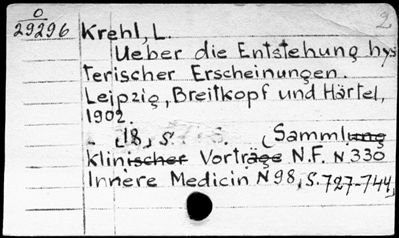 O
29296
2
Krehl, L.
Ueber die Entstehung hys
terischer Erscheinungen.
Leipzig, Breitkopf und Härtel,
1902.
18, S. (Sammlung
klinischer Vorträge N.F. N 330
Innere Medicin N 98, S. 727-744,